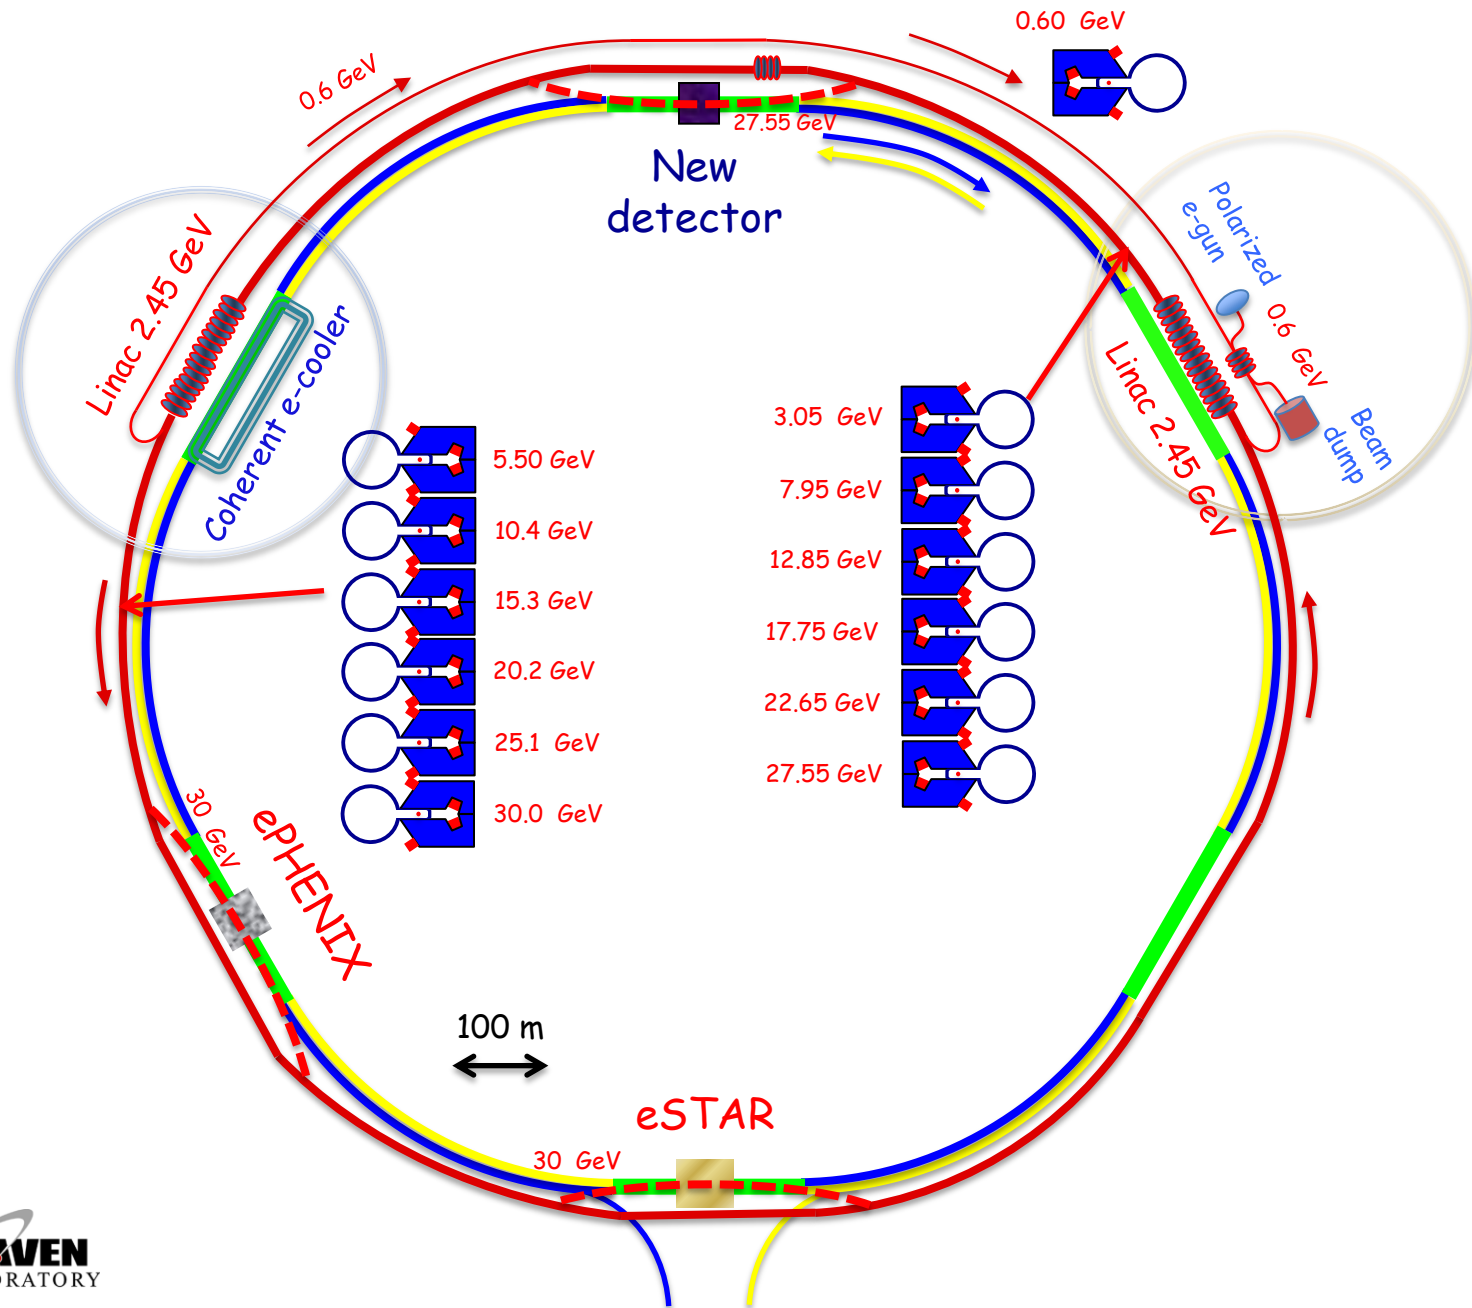 0.60 GeV
0.6 GeV
27.55 GeV
New
detector
Polarized
e-gun
Linac 2.45 GeV
0.6 GeV
Coherent e-cooler
Linac 2.45 GeV
Beam
dump
3.05 GeV
5.50 GeV
7.95 GeV
10.4 GeV
12.85 GeV
15.3 GeV
17.75 GeV
20.2 GeV
22.65 GeV
25.1 GeV
27.55 GeV
30.0 GeV
30 GeV
ePHENIX
100 m
eSTAR
30 GeV
AVEN
ORATORY